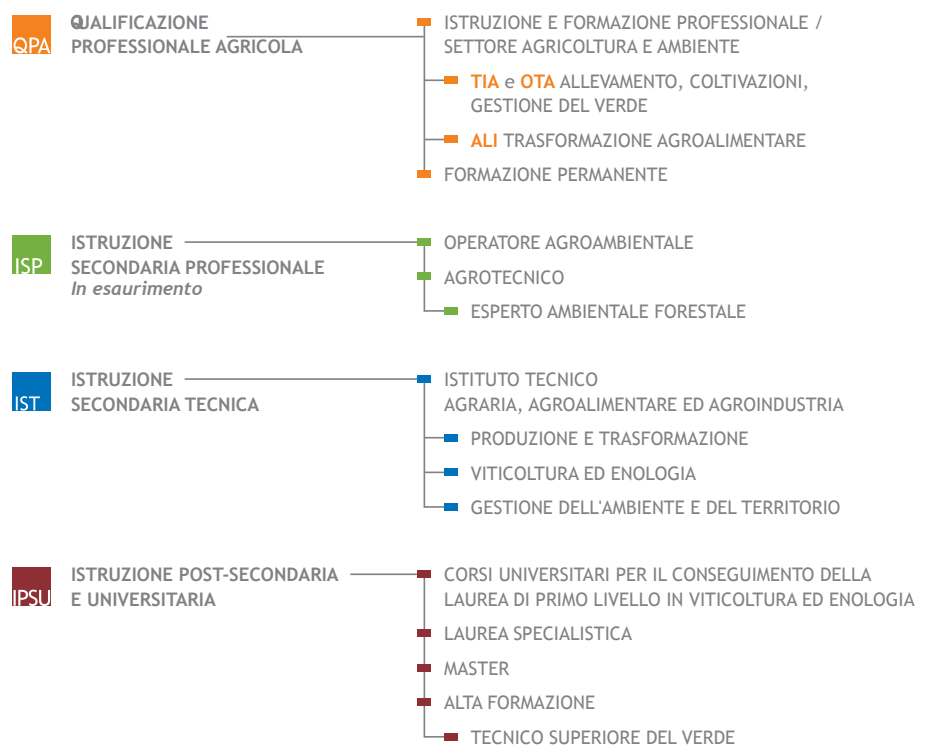 QPA
QUALIFICAZIONE
PROFESSIONALE AGRICOLA
ISTRUZIONE E FORMAZIONE PROFESSIONALE /
SETTORE AGRICOLTURA E AMBIENTE
TIA e OTA ALLEVAMENTO, COLTIVAZIONI,
GESTIONE DEL VERDE
ALI TRASFORMAZIONE AGROALIMENTARE
FORMAZIONE PERMANENTE
ISP
ISTRUZIONE
SECONDARIA PROFESSIONALE
In esaurimento
OPERATORE AGROAMBIENTALE
AGROTECNICO
ESPERTO AMBIENTALE FORESTALE
IST
ISTRUZIONE
SECONDARIA TECNICA
ISTITUTO TECNICO
AGRARIA, AGROALIMENTARE ED AGROINDUSTRIA
PRODUZIONE E TRASFORMAZIONE
VITICOLTURA ED ENOLOGIA
GESTIONE DELL'AMBIENTE E DEL TERRITORIO
IPSU
ISTRUZIONE POST-SECONDARIA
E UNIVERSITARIA
CORSI UNIVERSITARI PER IL CONSEGUIMENTO DELLA
LAUREA DI PRIMO LIVELLO IN VITICOLTURA ED ENOLOGIA
LAUREA SPECIALISTICA
MASTER
ALTA FORMAZIONE
TECNICO SUPERIORE DEL VERDE